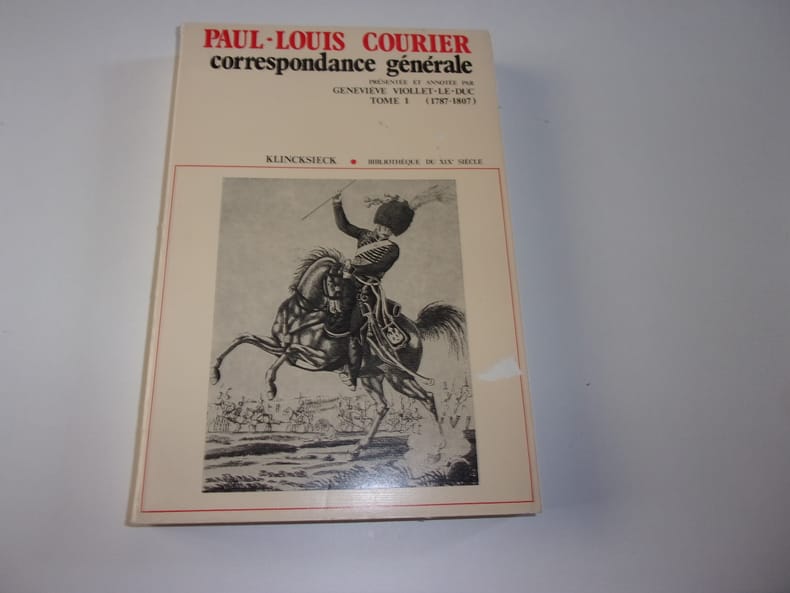 PAUL-LOUIS COURIER
correspondance générale
PRÉSENTÉE ET ANNOTÉE PAR
GENEVIÈVE VIOLLET-LE-DUC
TOME 1 (1787-1807)
KLINCKSIECK • BIBLIOTHÈQUE DU XIXe SIÈCLE